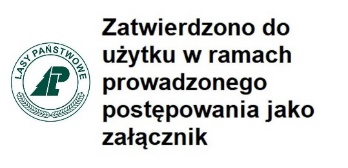 LASY PAŃSTWOWE
Zatwierdzono do
użytku w ramach
prowadzonego
postępowania jako
załącznik